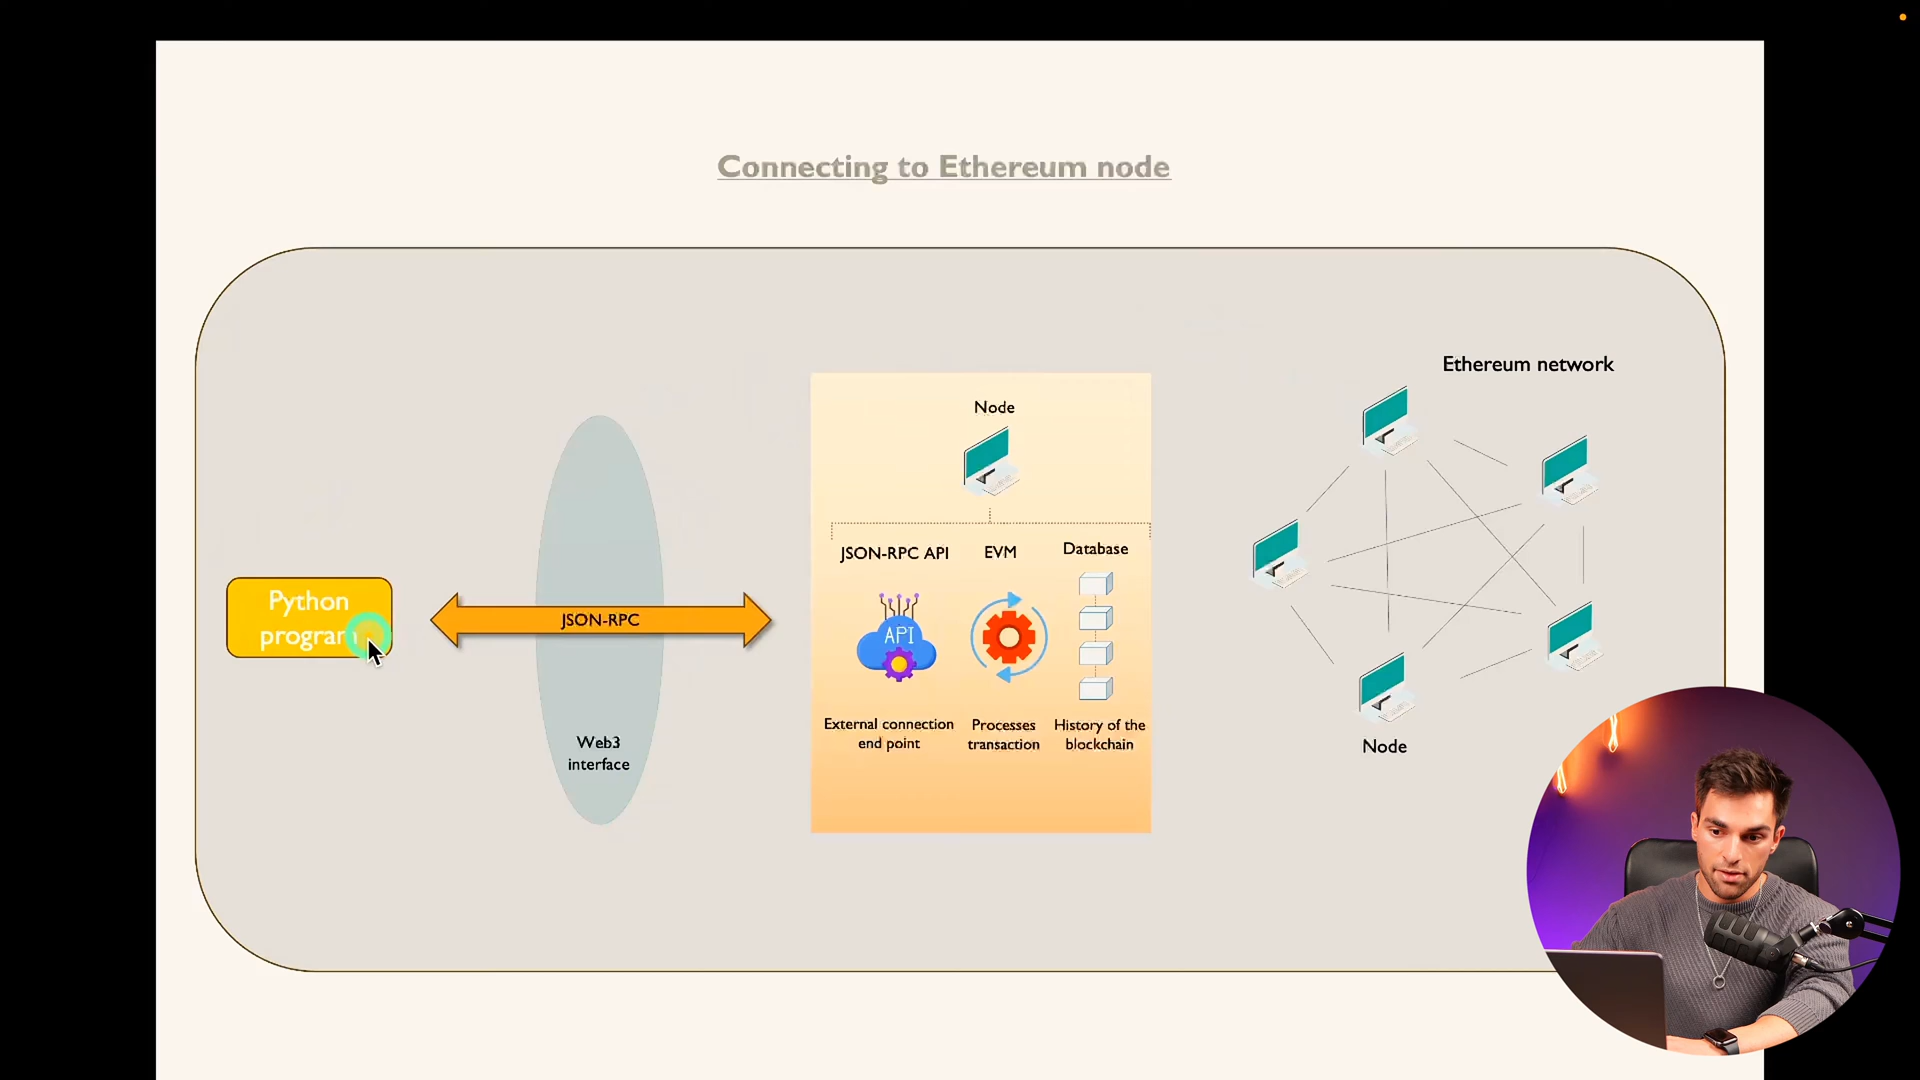 Connecting to Ethereum node
Ethereum network
Node
JSON-RPC API
EVM
Database
Python
program
JSON-RPC
API
External connection
end point
Processes
transaction
History of the
blockchain
Web3
interface
Node